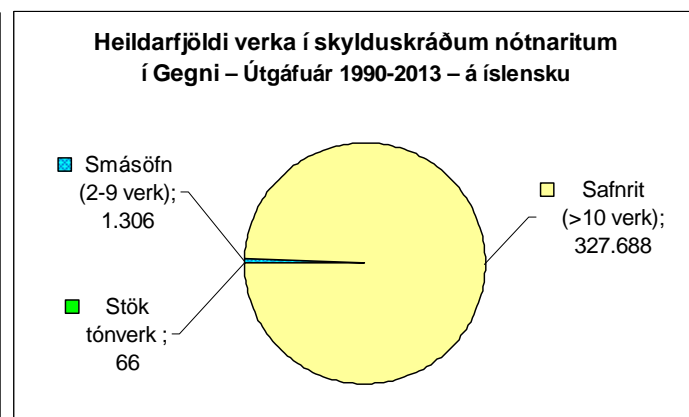 Heildarfjöldi verka í skylduskráðum nótnaritum
í Gegni – Útgáfuár 1990-2013 – á íslensku
Smásöfn
(2-9 verk);
1.306
Safnrit
(>10 verk);
327.688
Stök
tónverk ;
66